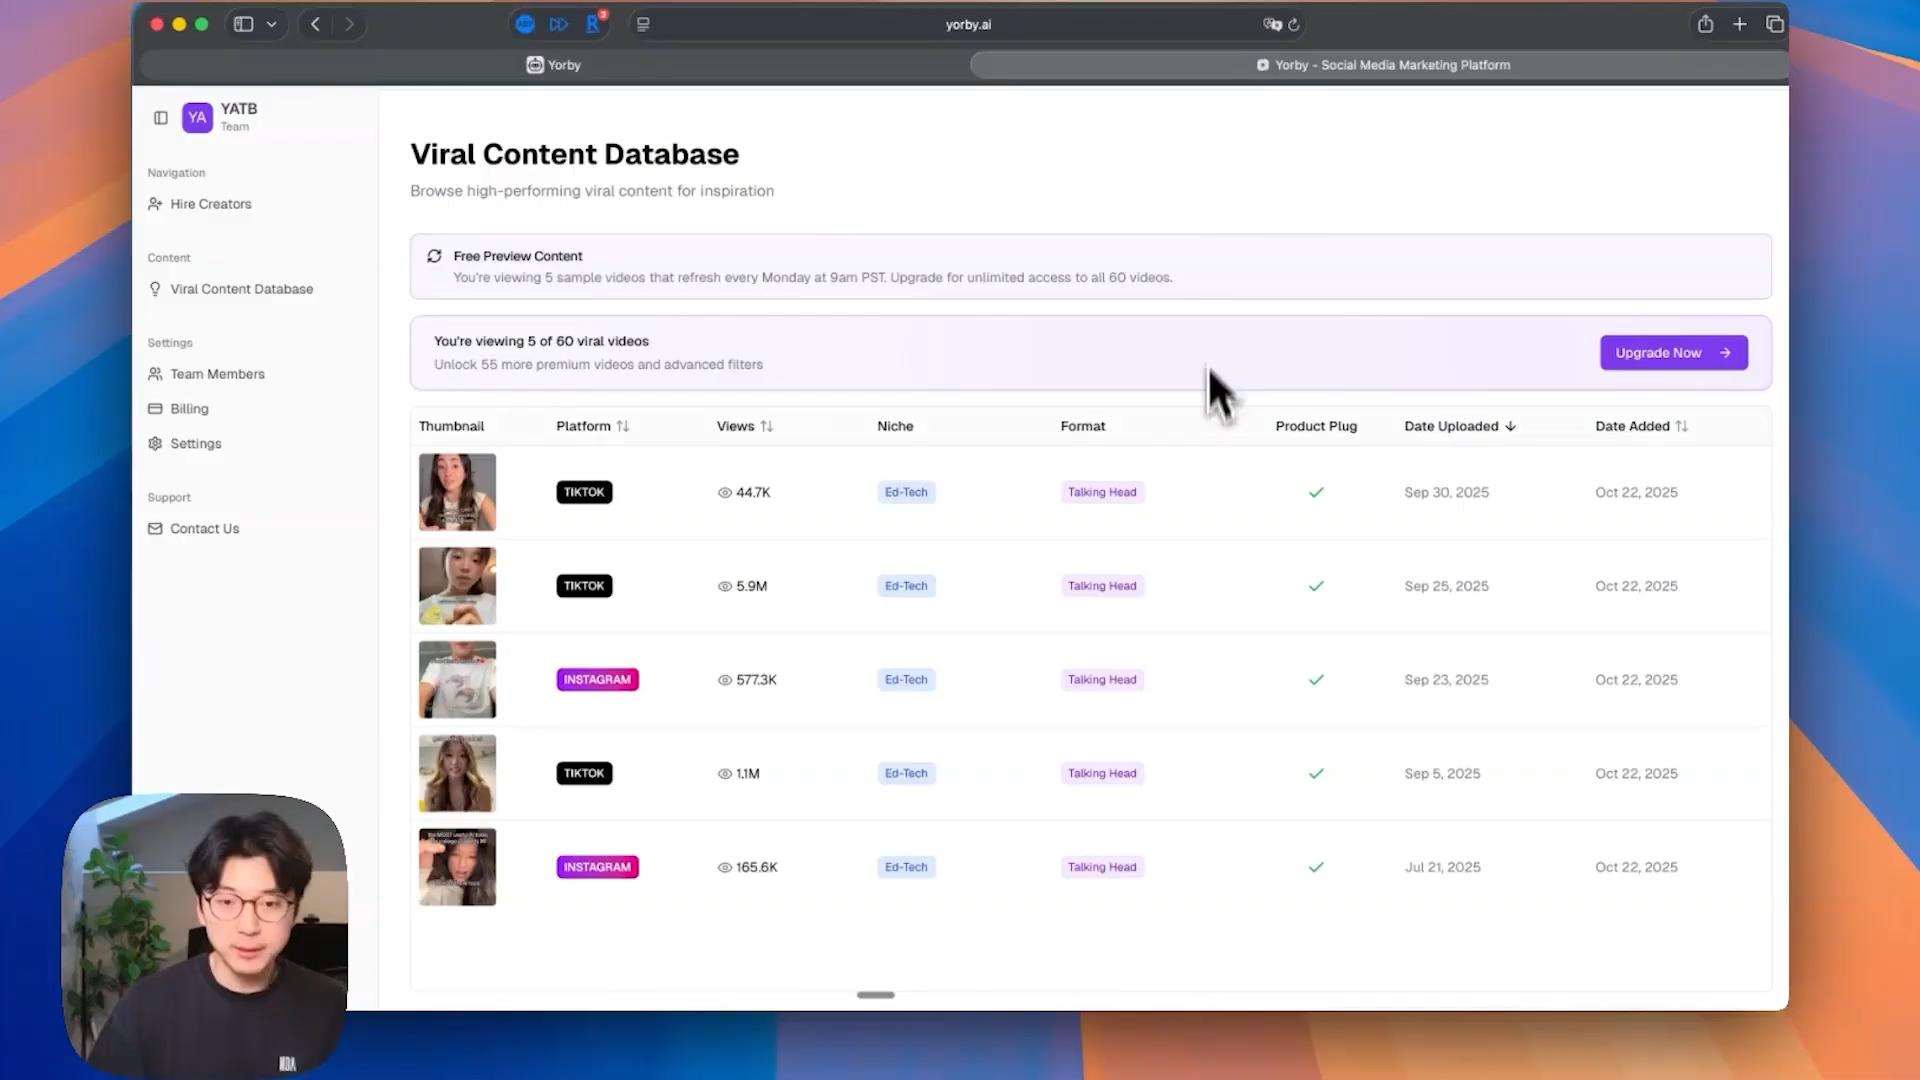 yorby.ai
ABP
R
3
Yorby
Yorby - Social Media Marketing Platform
YA
YATB
Team
Navigation
Hire Creators
Content
Viral Content Database
Settings
Team Members
Billing
Settings
Support
Contact Us
Viral Content Database
Browse high-performing viral content for inspiration
Free Preview Content
You're viewing 5 sample videos that refresh every Monday at 9am PST. Upgrade for unlimited access to all 60 videos.
You're viewing 5 of 60 viral videos
Unlock 55 more premium videos and advanced filters
Upgrade Now
Thumbnail Platform Views Niche Format Product Plug Date Uploaded Date Added
TIKTOK 44.7K Ed-Tech Talking Head Sep 30, 2025 Oct 22, 2025
TIKTOK 5.9M Ed-Tech Talking Head Sep 25, 2025 Oct 22, 2025
INSTAGRAM 577.3K Ed-Tech Talking Head Sep 23, 2025 Oct 22, 2025
TIKTOK 1.1M Ed-Tech Talking Head Sep 5, 2025 Oct 22, 2025
INSTAGRAM 165.6K Ed-Tech Talking Head Jul 21, 2025 Oct 22, 2025